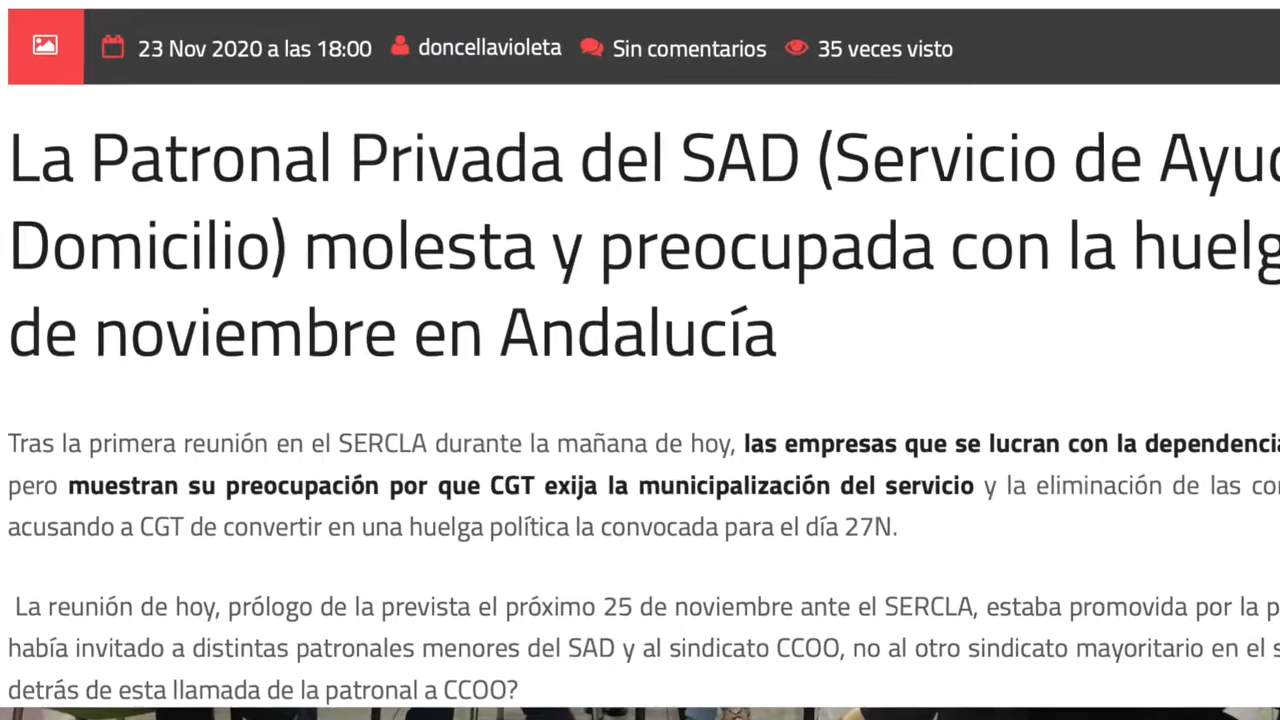 23 Nov 2020 a las 18:00 doncellavioleta Sin comentarios 35 veces visto
La Patronal Privada del SAD (Servicio de
Domicilio) molesta y preocupada con la
de noviembre en Andalucía
Tras la primera reunión en el SERCLA durante la mañana de hoy, las empresas que se lucran con la
pero muestran su preocupación por que CGT exija la municipalización del servicio y la eliminación de las
acusando a CGT de convertir en una huelga política la convocada para el día 27N.
La reunión de hoy, prólogo de la prevista el próximo 25 de noviembre ante el SERCLA, estaba promovida por la
había invitado a distintas patronales menores del SAD y al sindicato CCOO, no al otro sindicato mayoritario en el
detrás de esta llamada de la patronal a CCOO?